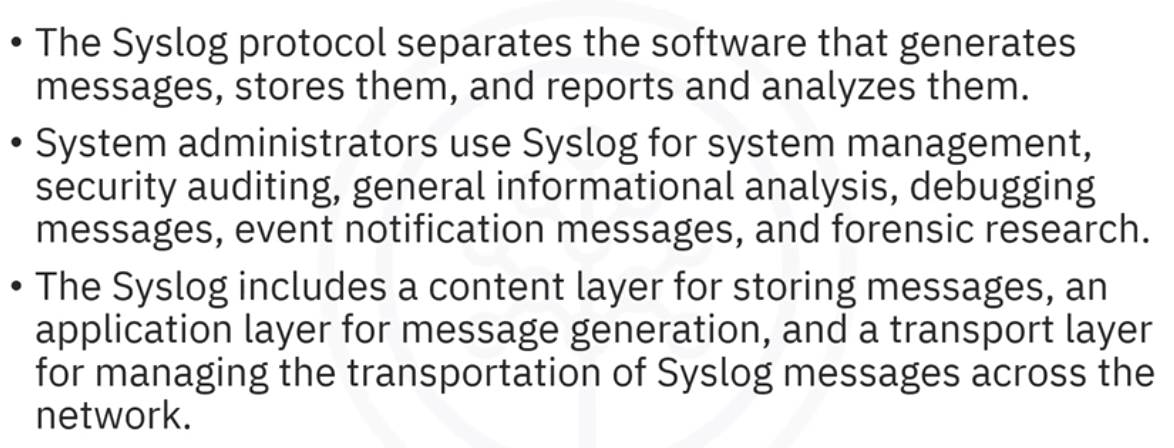 • The Syslog protocol separates the software that generates
messages, stores them, and reports and analyzes them.
• System administrators use Syslog for system management,
security auditing, general informational analysis, debugging
messages, event notification messages, and forensic research.
• The Syslog includes a content layer for storing messages, an
application layer for message generation, and a transport layer
for managing the transportation of Syslog messages across the
network.